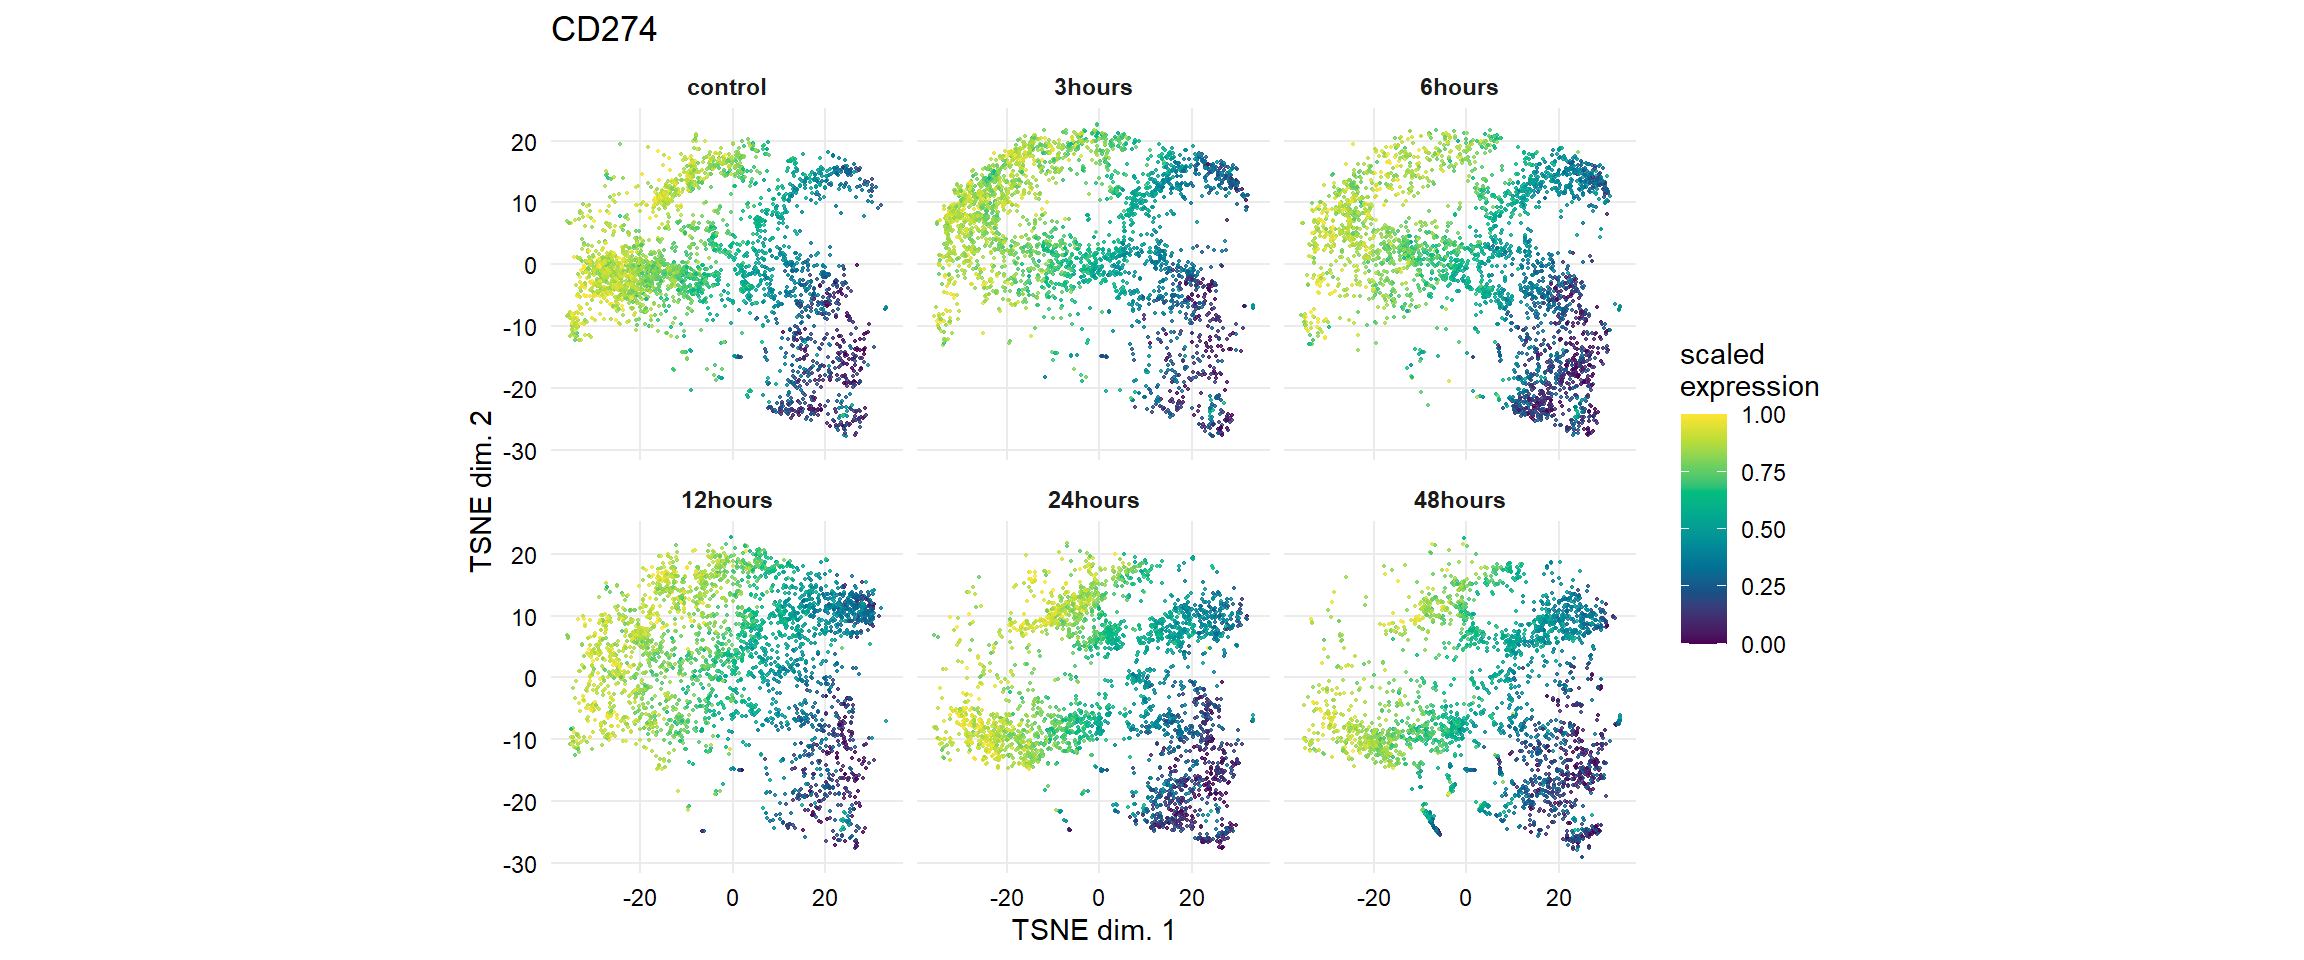 CD274
control
3hours
6hours
20
10
0
-10
-20
-30
12hours
24hours
48hours
20
10
0
-10
-20
-30
-20 0 20
-20 0 20
-20 0 20
TSNE dim. 1
TSNE dim. 2
scaled
expression
1.00
0.75
0.50
0.25
0.00